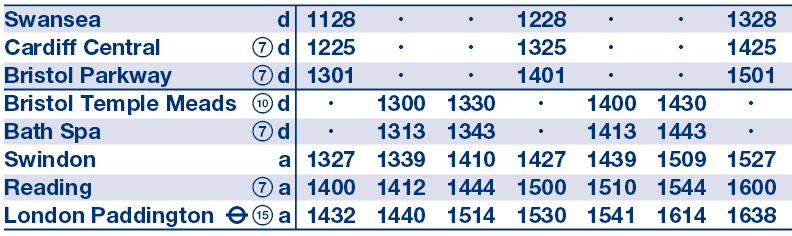 Swansea d 1128 · · 1228 · · 1328
Cardiff Central 7 d 1225 · · 1325 · · 1425
Bristol Parkway 7 d 1301 · · 1401 · · 1501
Bristol Temple Meads 10 d · 1300 1330 · 1400 1430 ·
Bath Spa 7 d · 1313 1343 · 1413 1443 ·
Swindon a 1327 1339 1410 1427 1439 1509 1527
Reading 7 a 1400 1412 1444 1500 1510 1544 1600
London Paddington 15 a 1432 1440 1514 1530 1541 1614 1638